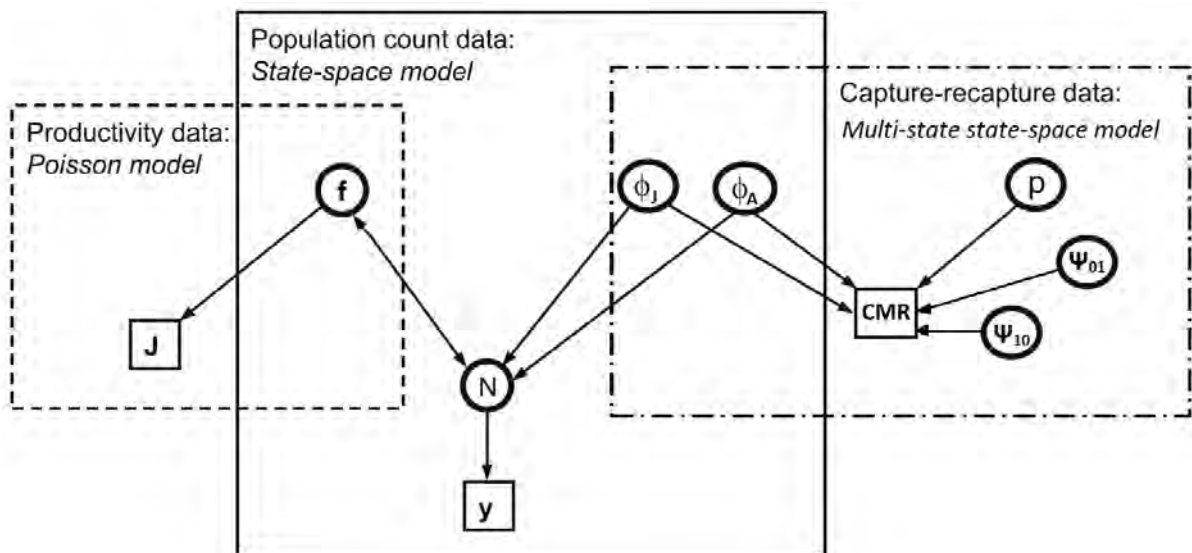 Population count data:
State-space model
Capture-recapture data:
Multi-state state-space model
Productivity data:
Poisson model
f
ϕJ
ϕA
p
Ψ01
CMR
Ψ10
J
N
y